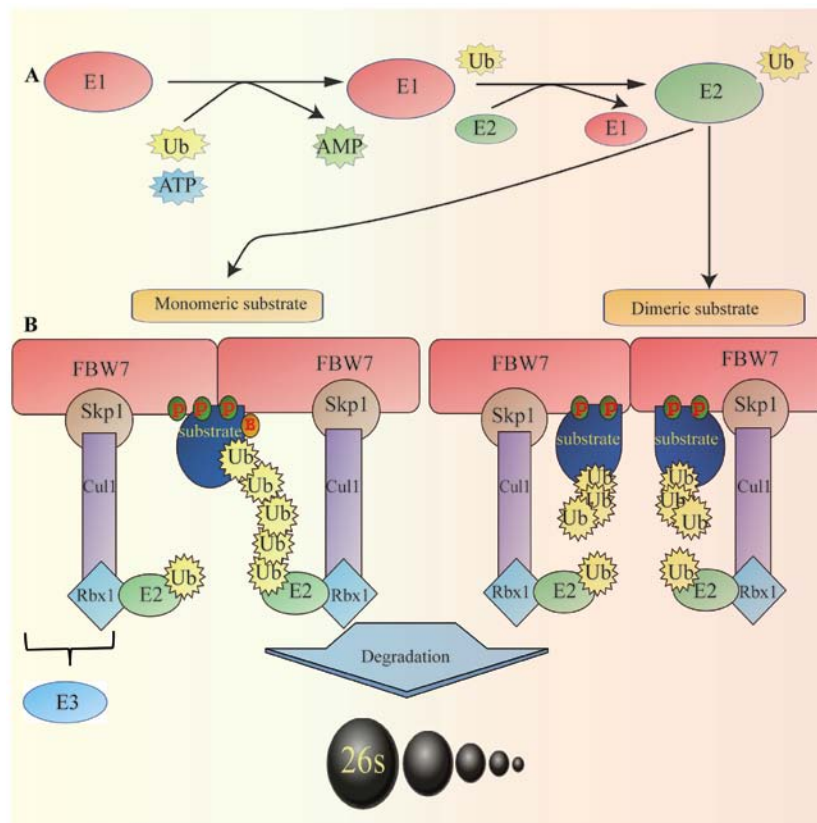 A
E1
E1
Ub
E2
Ub
Ub
ATP
AMP
E2
E1
Monomeric substrate
Dimeric substrate
B
FBW7
FBW7
FBW7
FBW7
Skp1
P P P
Skp1
Skp1
P P
P P
Skp1
substrate
B
substrate
substrate
Ub
Ub
Ub
Ub
Ub
Ub
Ub
Ub
Ub
Ub
Ub
Cul1
Cul1
Cul1
Cul1
Rbx1
E2
Ub
E2
Rbx1
Rbx1
E2
Ub
Ub
E2
Rbx1
Degradation
E3
26s